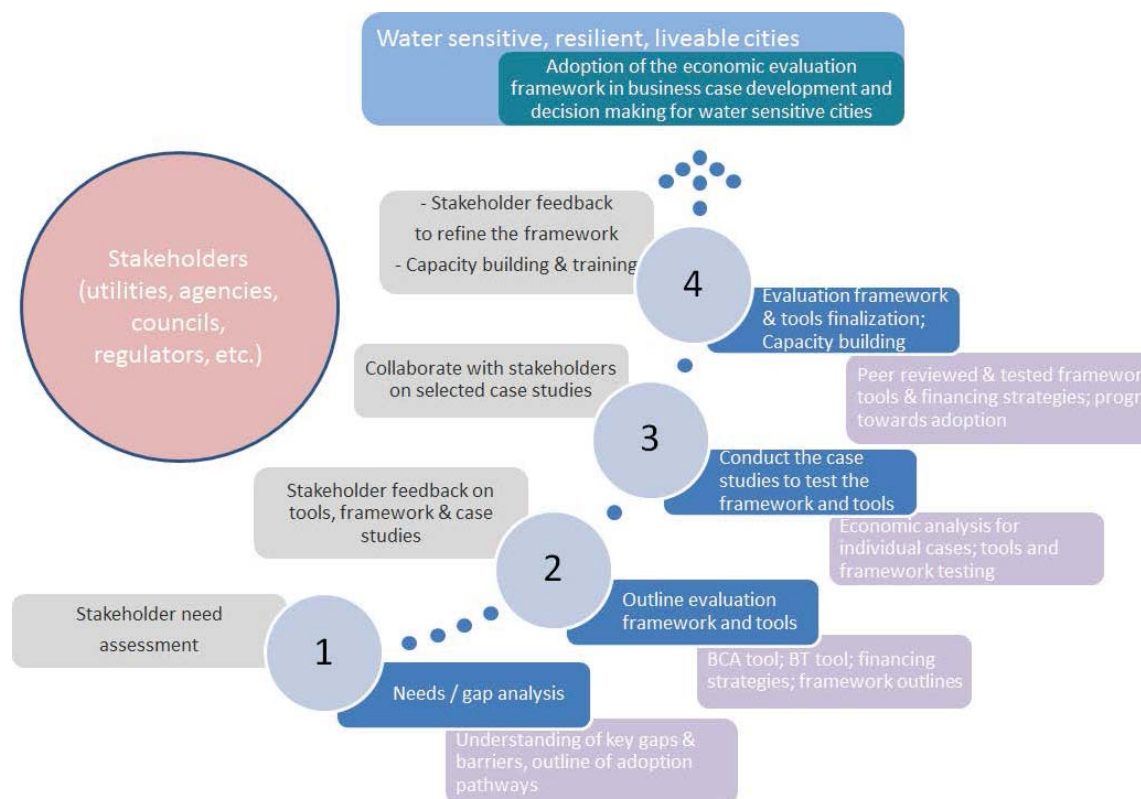 Water sensitive, resilient, liveable cities
Adoption of the economic evaluation
framework in business case development and
decision making for water sensitive cities
Stakeholders
(utilities, agencies,
councils,
regulators, etc.)
- Stakeholder feedback
to refine the framework
- Capacity building & training
4
Evaluation framework
& tools finalization;
Capacity building
Peer reviewed & tested
tools & financing strategies;
towards adoption
Collaborate with stakeholders
on selected case studies
3
Conduct the case
studies to test the
framework and tools
Economic analysis for
individual cases; tools and
framework testing
Stakeholder feedback on
tools, framework & case
studies
2
Outline evaluation
framework and tools
BCA tool; BT tool; financing
strategies; framework outlines
Stakeholder need
assessment
1
Needs / gap analysis
Understanding of key gaps &
barriers, outline of adoption
pathways